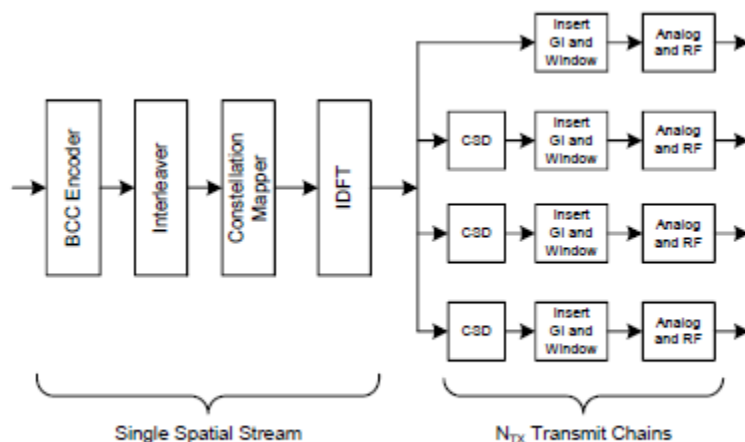 Insert
GI and
Window
Analog
and RF
BCC Encoder
Interleaver
Constellation
Mapper
IDFT
CSD
Insert
GI and
Window
Analog
and RF
CSD
Insert
GI and
Window
Analog
and RF
CSD
Insert
GI and
Window
Analog
and RF
Single Spatial Stream
NTX Transmit Chains